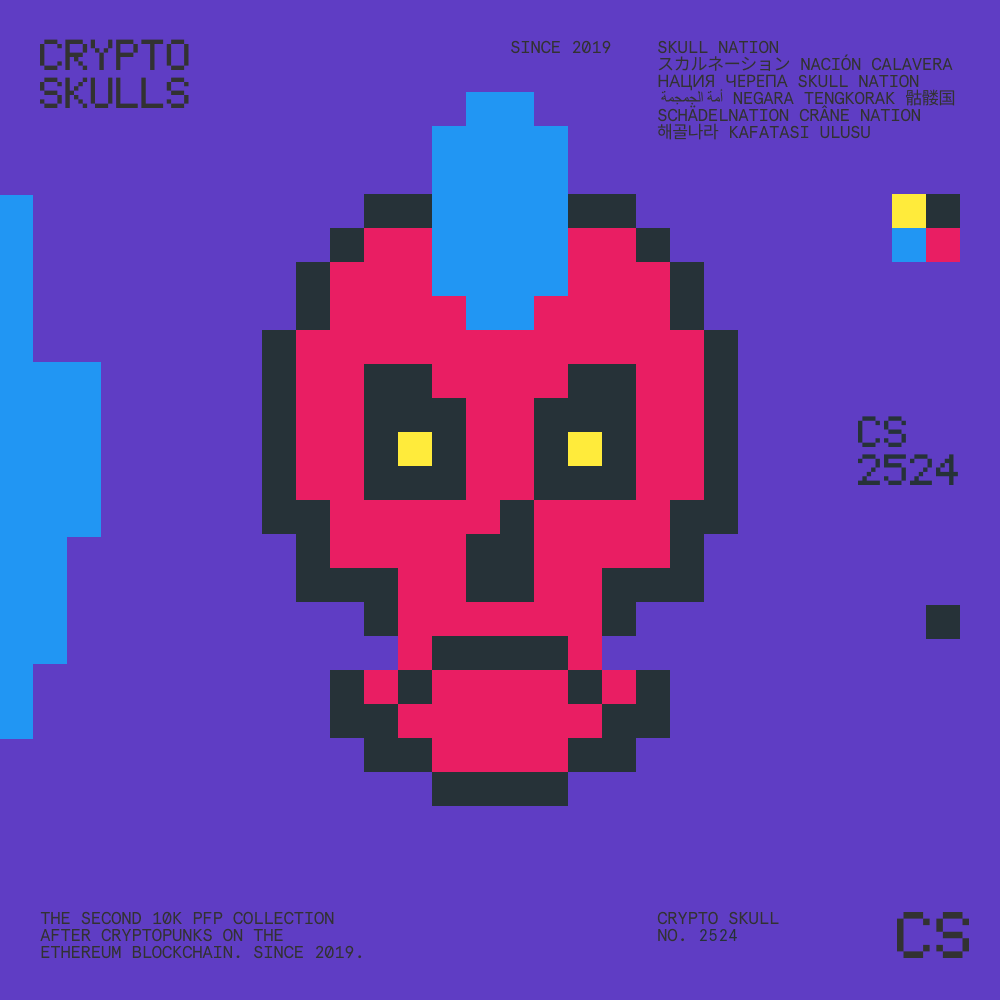 CRYPTO
SKULLS
SINCE 2019
SKULL NATION
スカルネーション NACIÓN CALAVERA
НАЦИЯ ЧЕРЕПА SKULL NATION
أمة الجمجمة NEGARA TENGKORAK 骷髅国
SCHÄDELNATION CRÂNE NATION
해골나라 KAFATASI ULUSU
CS
2524
THE SECOND 10K PFP COLLECTION
AFTER CRYPTOPUNKS ON THE
ETHEREUM BLOCKCHAIN. SINCE 2019.
CRYPTO SKULL
NO. 2524
CS